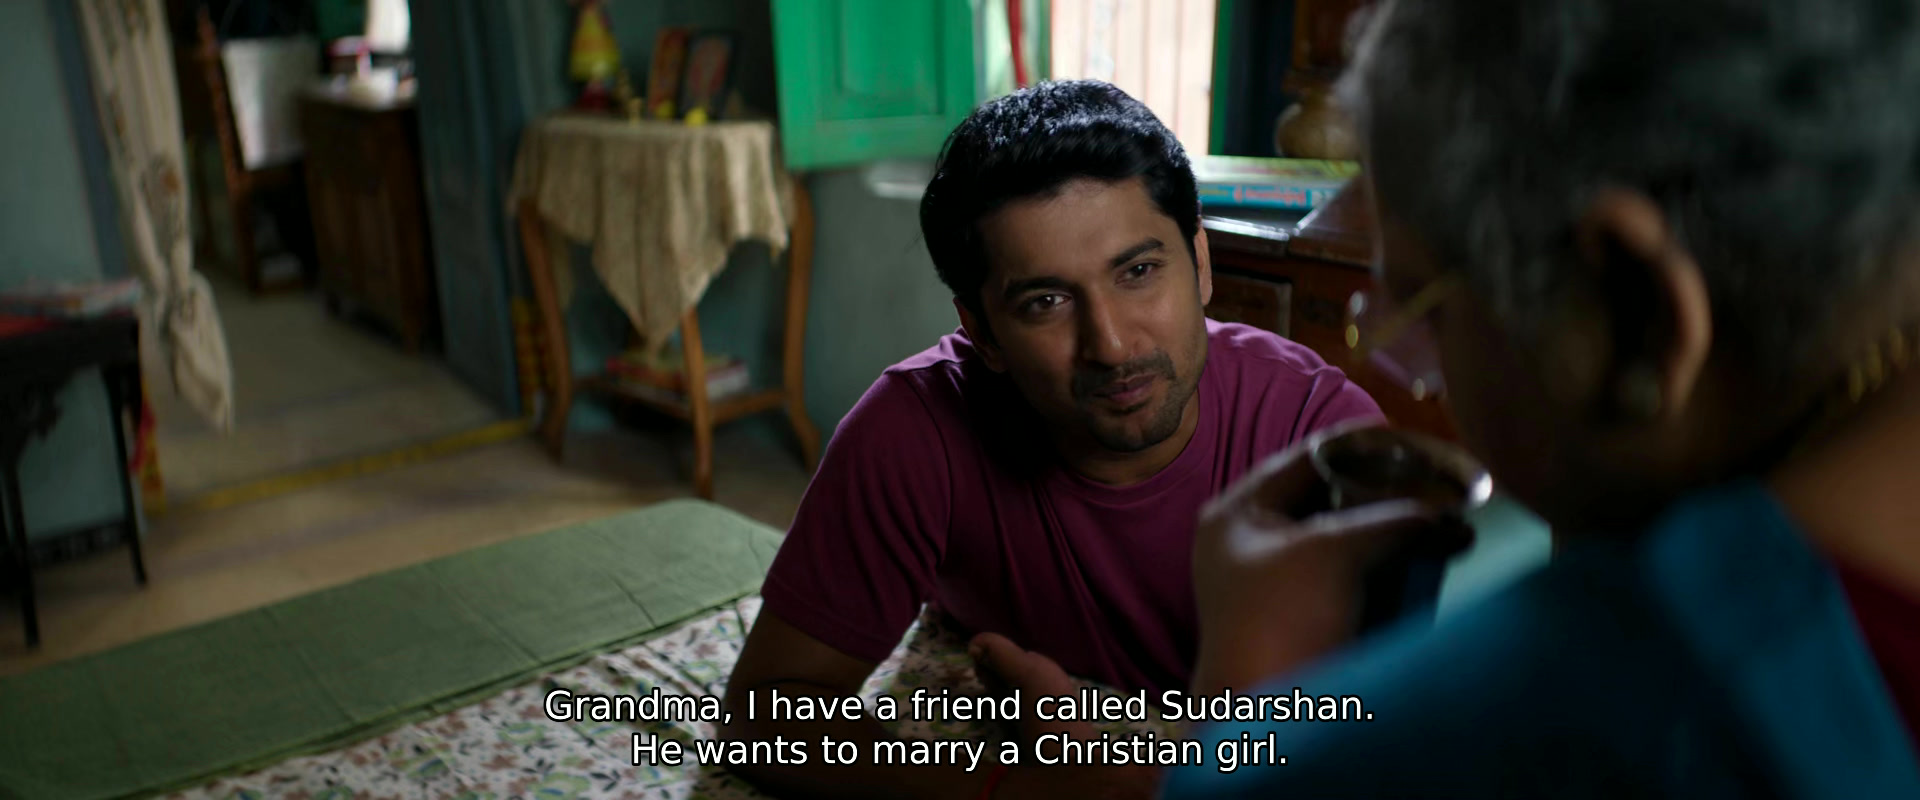 Grandma, I have a friend called Sudarshan.
He wants to marry a Christian girl.